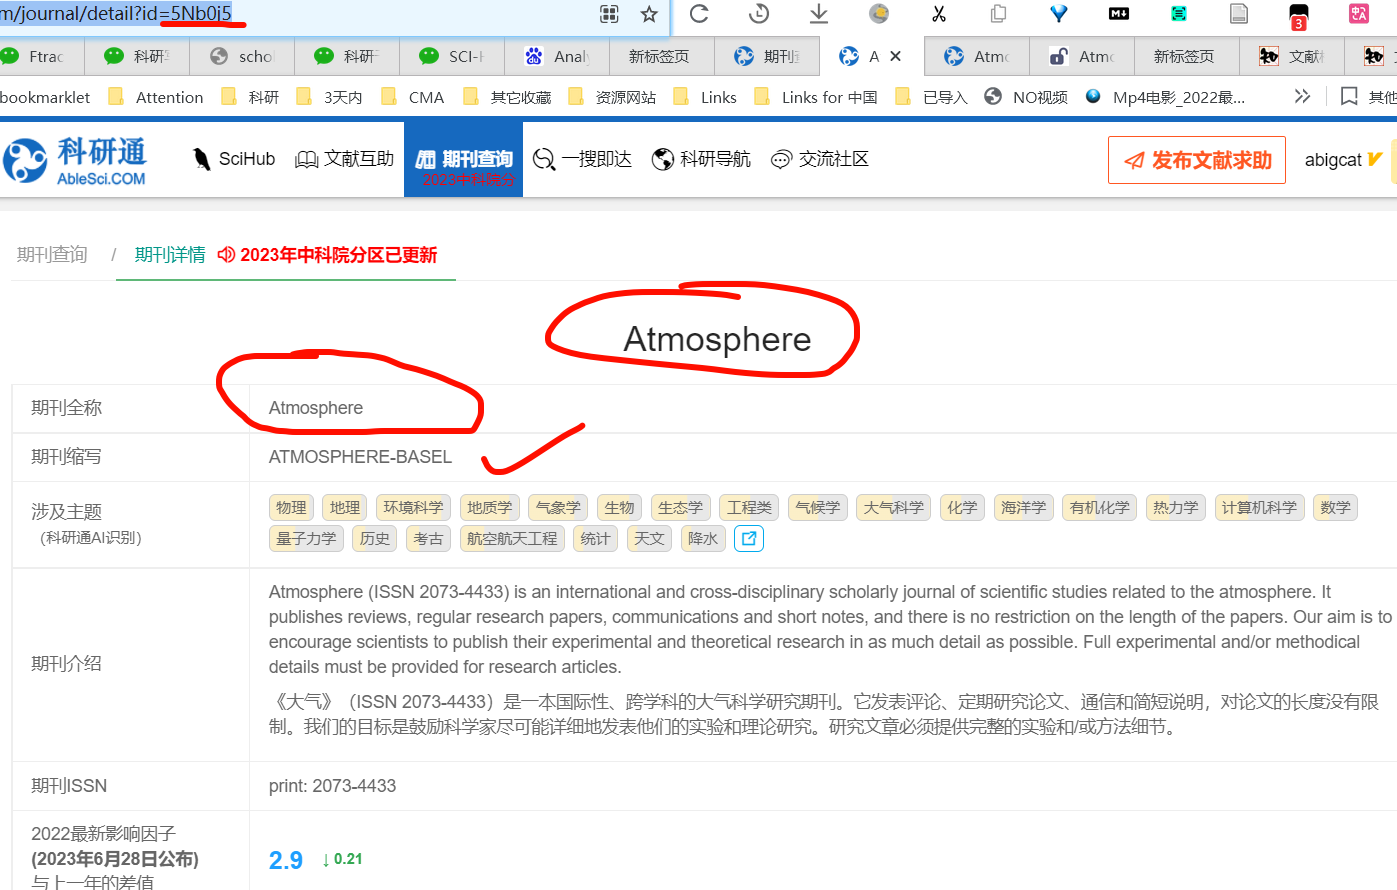 m/journal/detail?id=5Nb0j5
3
Ftrac
科研
scho
科研
SCI-H
Analy
新标签页
期刊
A
Atmo
Atmo
新标签页
文献
bookmarklet Attention 科研 3天内 CMA 其它收藏 资源网站 Links Links for 中国 已导入 NO视频 Mp4电影_2022最... 其他
科研通
AbleSci.COM
SciHub 文献互助 期刊查询 一搜即达 科研导航 交流社区
2023中科院分
发布文献求助
abigcat
期刊查询 / 期刊详情 2023年中科院分区已更新
Atmosphere
期刊全称 Atmosphere
期刊缩写 ATMOSPHERE-BASEL
涉及主题
（科研通AI识别）
物理 地理 环境科学 地质学 气象学 生物 生态学 工程类 气候学 大气科学 化学 海洋学 有机化学 热力学 计算机科学 数学
量子力学 历史 考古 航空航天工程 统计 天文 降水
期刊介绍
Atmosphere (ISSN 2073-4433) is an international and cross-disciplinary scholarly journal of scientific studies related to the atmosphere. It
publishes reviews, regular research papers, communications and short notes, and there is no restriction on the length of the papers. Our aim is to
encourage scientists to publish their experimental and theoretical research in as much detail as possible. Full experimental and/or methodical
details must be provided for research articles.
《大气》（ISSN 2073-4433）是一本国际性、跨学科的大气科学研究期刊。它发表评论、定期研究论文、通信和简短说明，对论文的长度没有限
制。我们的目标是鼓励科学家尽可能详细地发表他们的实验和理论研究。研究文章必须提供完整的实验和/或方法细节。
期刊ISSN print: 2073-4433
2022最新影响因子
(2023年6月28日公布)
与上一年的差值
2.9 ↓ 0.21